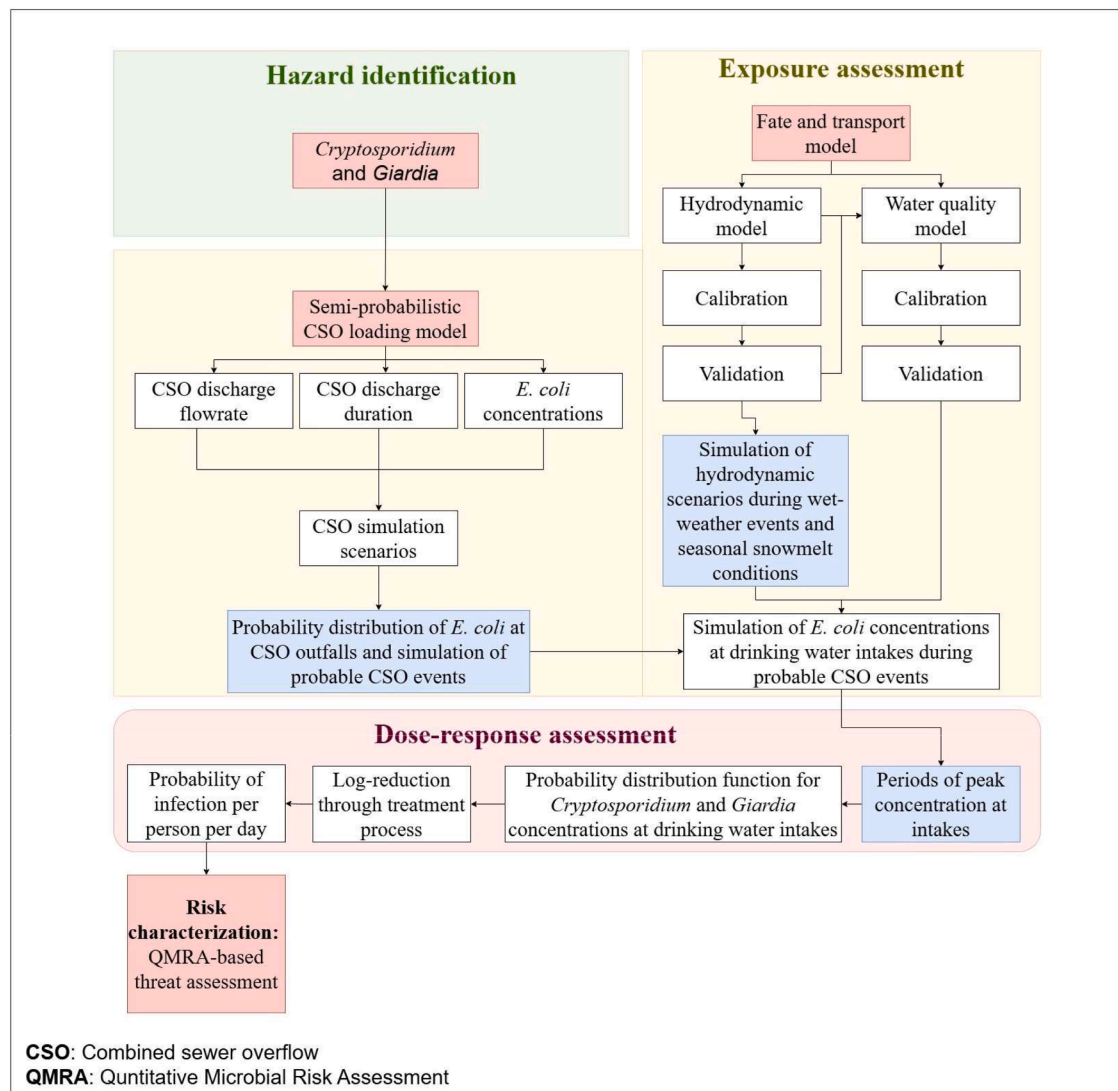 Hazard identification
Cryptosporidium
and Giardia
Semi-probabilistic
CSO loading model
CSO discharge
flowrate
CSO discharge
duration
E. coli
concentrations
CSO simulation
scenarios
Probability distribution of E. coli at
CSO outfalls and simulation of
probable CSO events
Exposure assessment
Fate and transport
model
Hydrodynamic
model
Water quality
model
Calibration
Calibration
Validation
Validation
Simulation of
hydrodynamic
scenarios during wet-
weather events and
seasonal snowmelt
conditions
Simulation of E. coli concentrations
at drinking water intakes during
probable CSO events
Dose-response assessment
Probability of
infection per
person per day
Log-reduction
through treatment
process
Probability distribution function for
Cryptosporidium and Giardia
concentrations at drinking water intakes
Periods of peak
concentration at
intakes
Risk
characterization:
QMRA-based
threat assessment
CSO: Combined sewer overflow
QMRA: Quntitative Microbial Risk Assessment